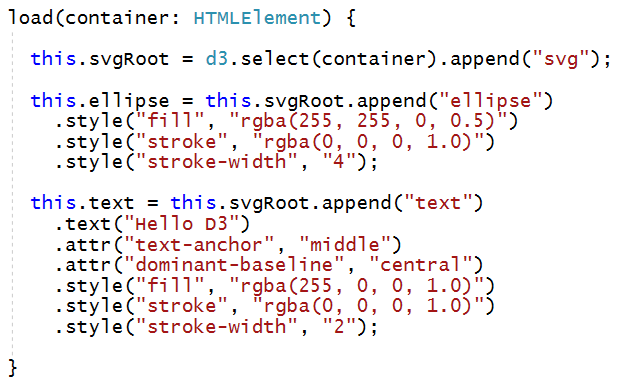 load(container: HTMLElement) {
this.svgRoot = d3.select(container).append("svg");
this.ellipse = this.svgRoot.append("ellipse")
.style("fill", "rgba(255, 255, 0, 0.5)")
.style("stroke", "rgba(0, 0, 0, 1.0)")
.style("stroke-width", "4");
this.text = this.svgRoot.append("text")
.text("Hello D3")
.attr("text-anchor", "middle")
.attr("dominant-baseline", "central")
.style("fill", "rgba(255, 0, 0, 1.0)")
.style("stroke", "rgba(0, 0, 0, 1.0)")
.style("stroke-width", "2");
}